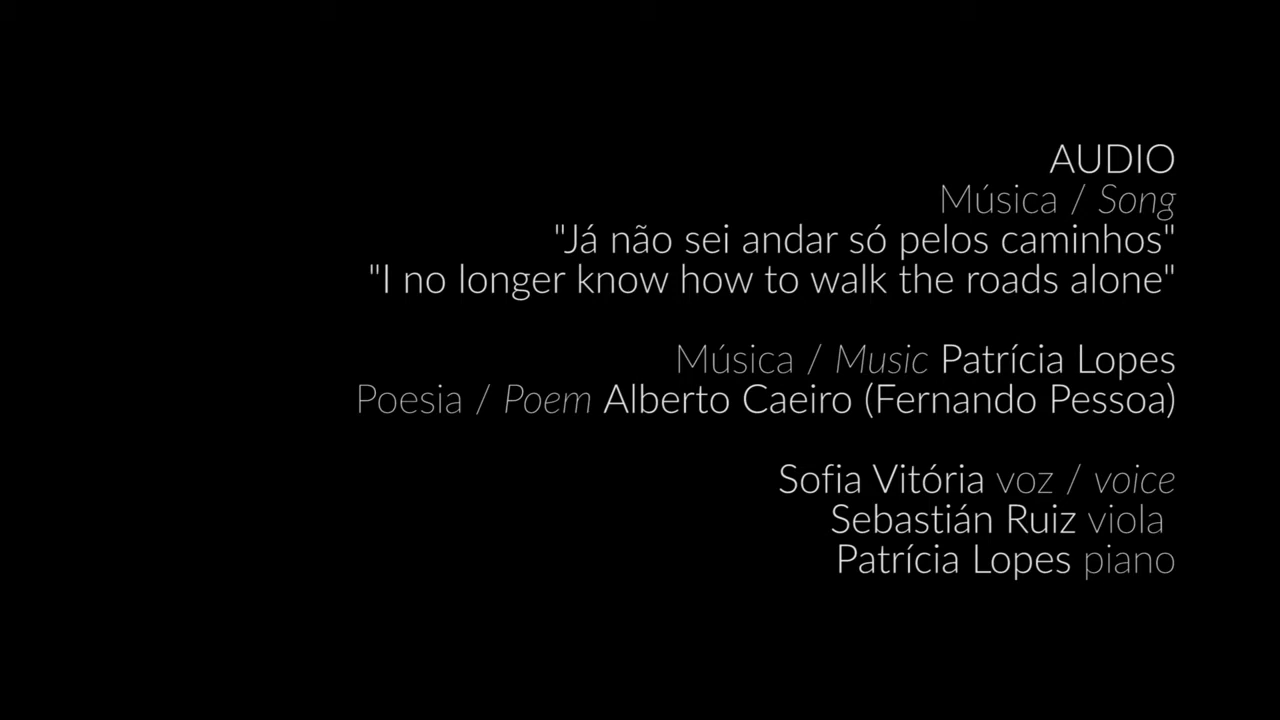 AUDIO
Música / Song
"Já não sei andar só pelos caminhos"
"I no longer know how to walk the roads alone"
Música / Music Patrícia Lopes
Poesia / Poem Alberto Caeiro (Fernando Pessoa)
Sofia Vitória voz / voice
Sebastián Ruiz viola
Patrícia Lopes piano